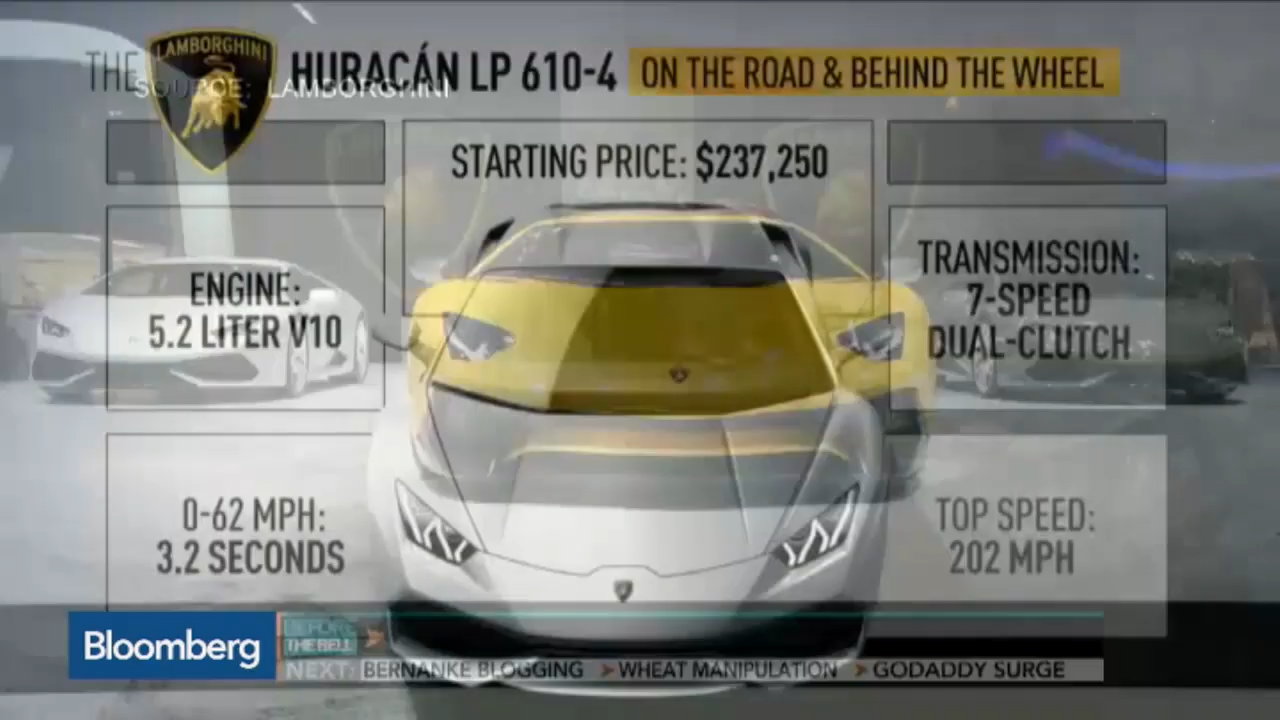 THE
LAMBORGHINI
HURACÁN LP 610-4
ON THE ROAD & BEHIND THE WHEEL
SOURCE: LAMBORGHINI
STARTING PRICE: $237,250
ENGINE:
5.2 LITER V10
TRANSMISSION:
7-SPEED
DUAL-CLUTCH
0-62 MPH:
3.2 SECONDS
TOP SPEED:
202 MPH
Bloomberg
BEFORE
THE BELL
NEXT: BERNANKE BLOGGING ➤WHEAT MANIPULATION ➤GODADDY SURGE